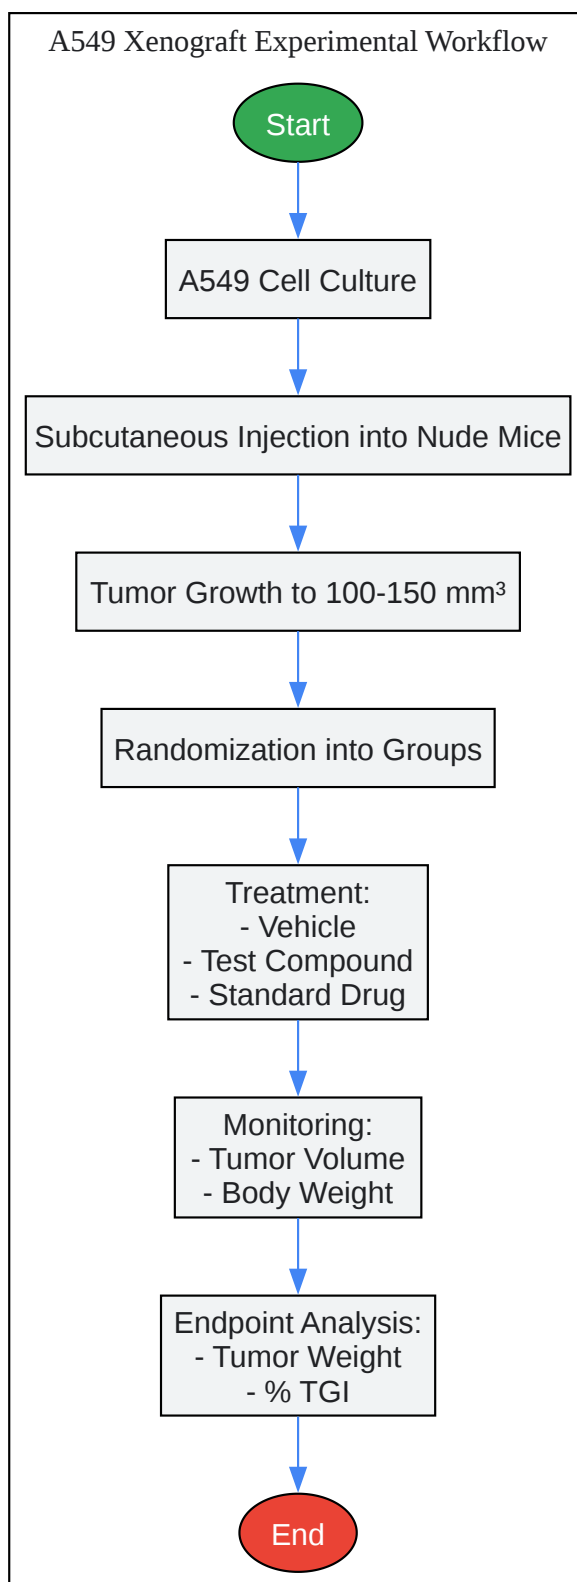 A549 Xenograft Experimental Workflow
Start
A549 Cell Culture
Subcutaneous Injection into Nude Mice
Tumor Growth to 100-150 mm³
Randomization into Groups
Treatment:
- Vehicle
- Test Compound
- Standard Drug
Monitoring:
- Tumor Volume
- Body Weight
Endpoint Analysis:
- Tumor Weight
- % TGI
End